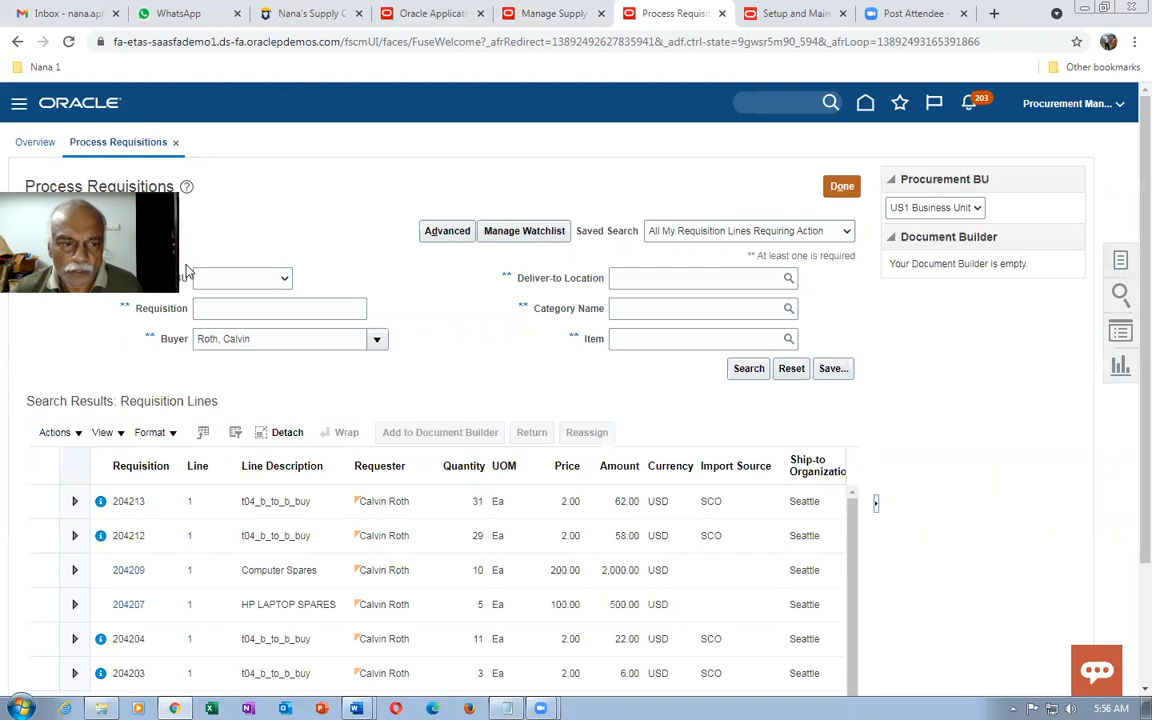 Inbox - nana.api
WhatsApp
Nana's Supply C
Oracle Applicati
Manage Supply
Process Requisit
Setup and Main
Post Attendee -
fa-etas-saasfademo1.ds-fa.oraclepdemos.com/fscmUI/faces/FuseWelcome?_afrRedirect=13892492627835941&_adf.ctrl-state=9gwsr5m90_594&_afrLoop=13892493165391866
Nana 1
Other bookmarks
ORACLE
203
Procurement Man...
Overview
Process Requisitions
Process Requisitions
Done
Procurement BU
US1 Business Unit
Advanced
Manage Watchlist
Saved Search
All My Requisition Lines Requiring Action
Document Builder
** At least one is required
Your Document Builder is empty.
** Deliver-to Location
** Requisition
** Category Name
** Buyer
Roth, Calvin
** Item
Search
Reset
Save...
Search Results: Requisition Lines
Actions
View
Format
Detach
Wrap
Add to Document Builder
Return
Reassign
Requisition Line Line Description Requester Quantity UOM Price Amount Currency Import Source Ship-to Organizatio
204213 1 t04_b_to_b_buy Calvin Roth 31 Ea 2.00 62.00 USD SCO Seattle
204212 1 t04_b_to_b_buy Calvin Roth 29 Ea 2.00 58.00 USD SCO Seattle
204209 1 Computer Spares Calvin Roth 10 Ea 200.00 2,000.00 USD Seattle
204207 1 HP LAPTOP SPARES Calvin Roth 5 Ea 100.00 500.00 USD Seattle
204204 1 t04_b_to_b_buy Calvin Roth 11 Ea 2.00 22.00 USD SCO Seattle
204203 1 t04_b_to_b_buy Calvin Roth 3 Ea 2.00 6.00 USD SCO Seattle
5:56 AM